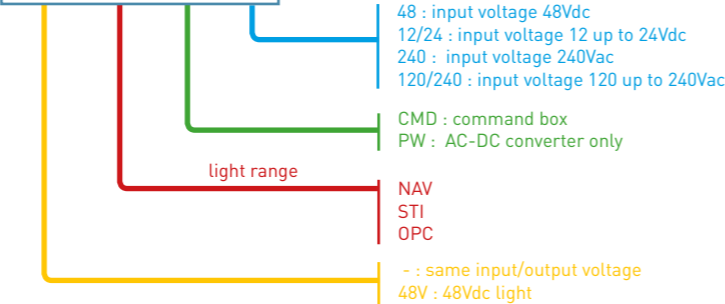 48 : input voltage 48Vdc
12/24 : input voltage 12 up to 24Vdc
240 : input voltage 240Vac
120/240 : input voltage 120 up to 240Vac
CMD : command box
PW : AC-DC converter only
light range
NAV
STI
OPC
- : same input/output voltage
48V : 48Vdc light